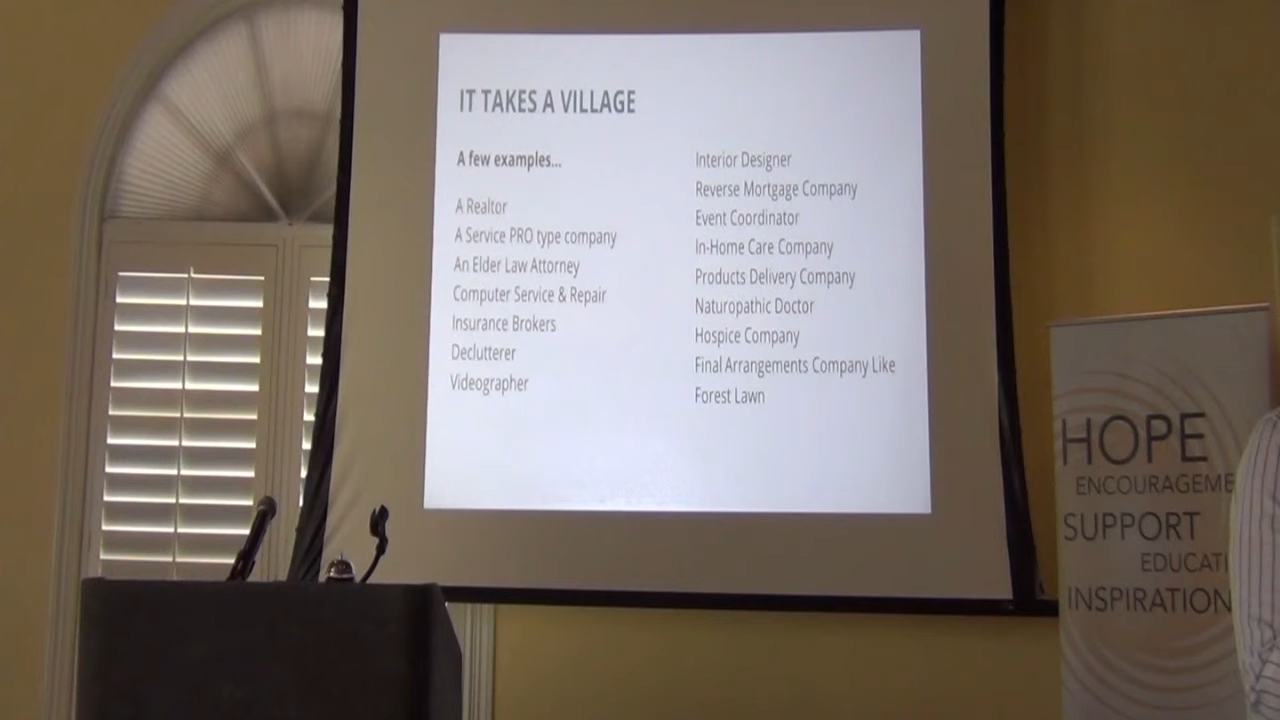 IT TAKES A VILLAGE
A few examples...
A Realtor
A Service PRO type company
An Elder Law Attorney
Computer Service & Repair
Insurance Brokers
Declutterer
Videographer
Interior Designer
Reverse Mortgage Company
Event Coordinator
In-Home Care Company
Products Delivery Company
Naturopathic Doctor
Hospice Company
Final Arrangements Company Like
Forest Lawn
HOPE
ENCOURAGEME
SUPPORT
EDUCATI
INSPIRATION